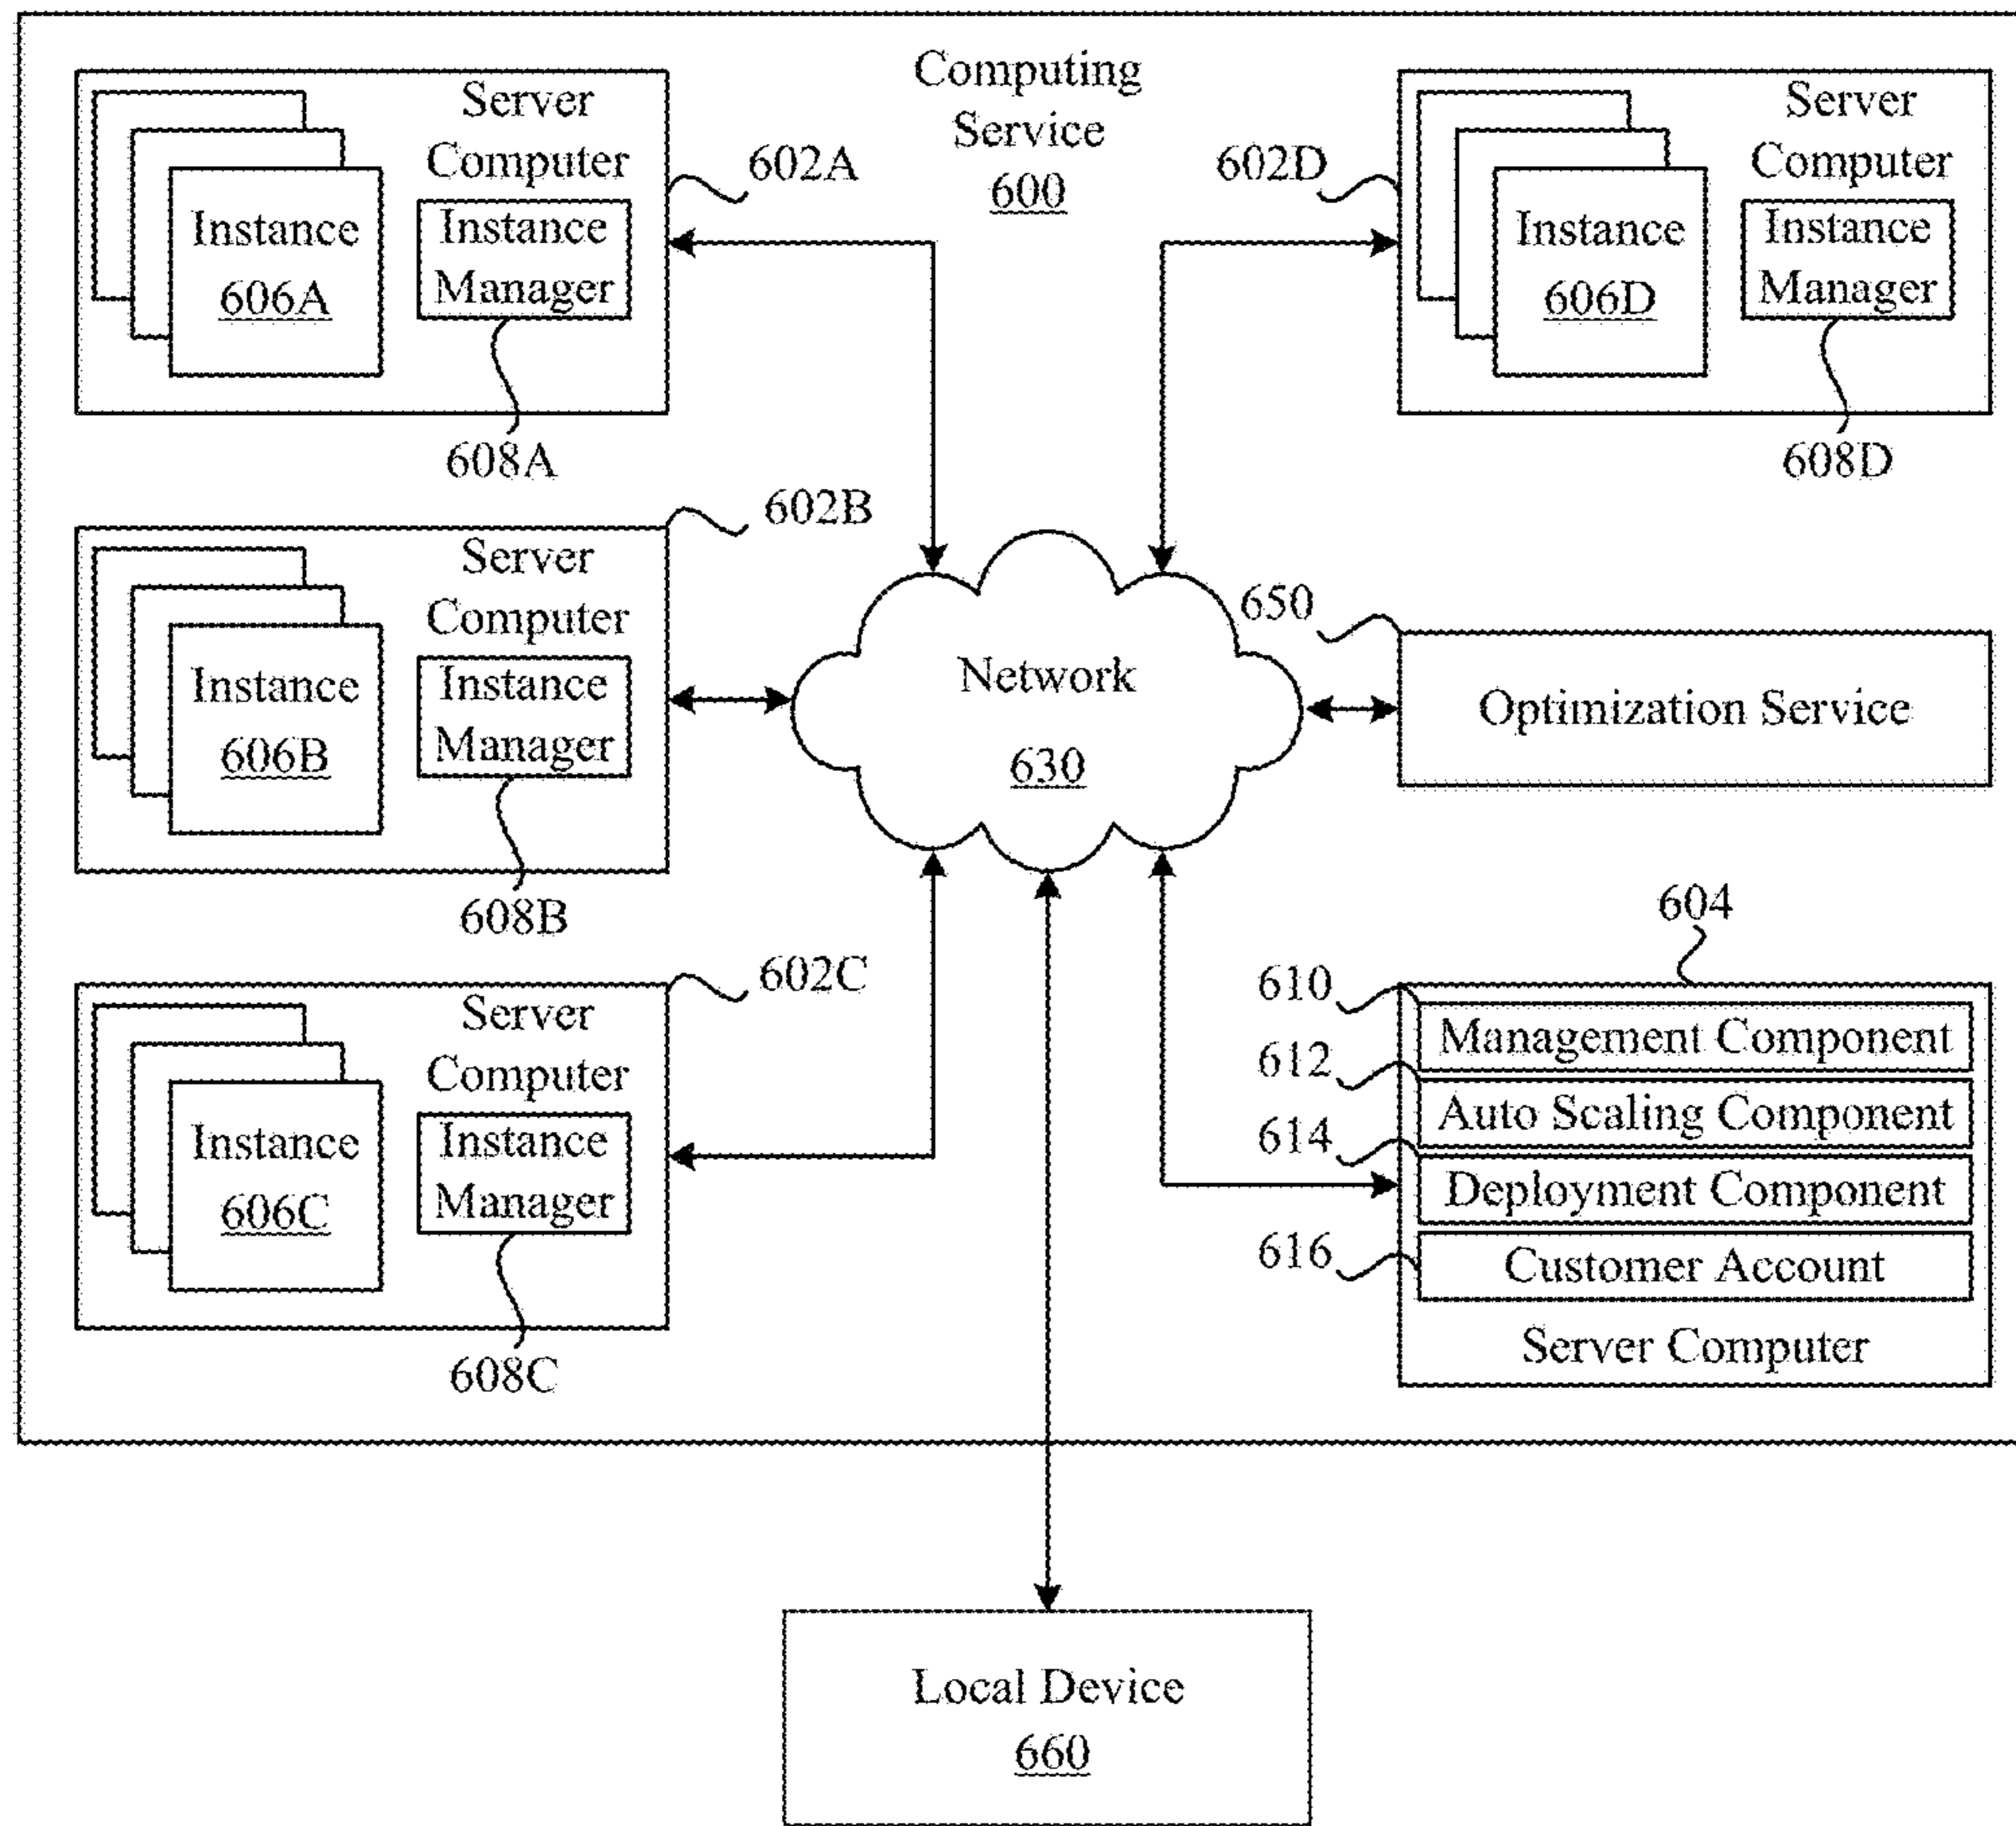 Computing
Service
600
Server
Computer
Instance
606A
Instance
Manager
602A
608A
602D
Server
Computer
Instance
606D
Instance
Manager
608D
602B
Server
Computer
Instance
606B
Instance
Manager
608B
Network
630
650
Optimization Service
602C
Server
Computer
Instance
606C
Instance
Manager
608C
604
610
Management Component
612
Auto Scaling Component
614
Deployment Component
616
Customer Account
Server Computer
Local Device
660